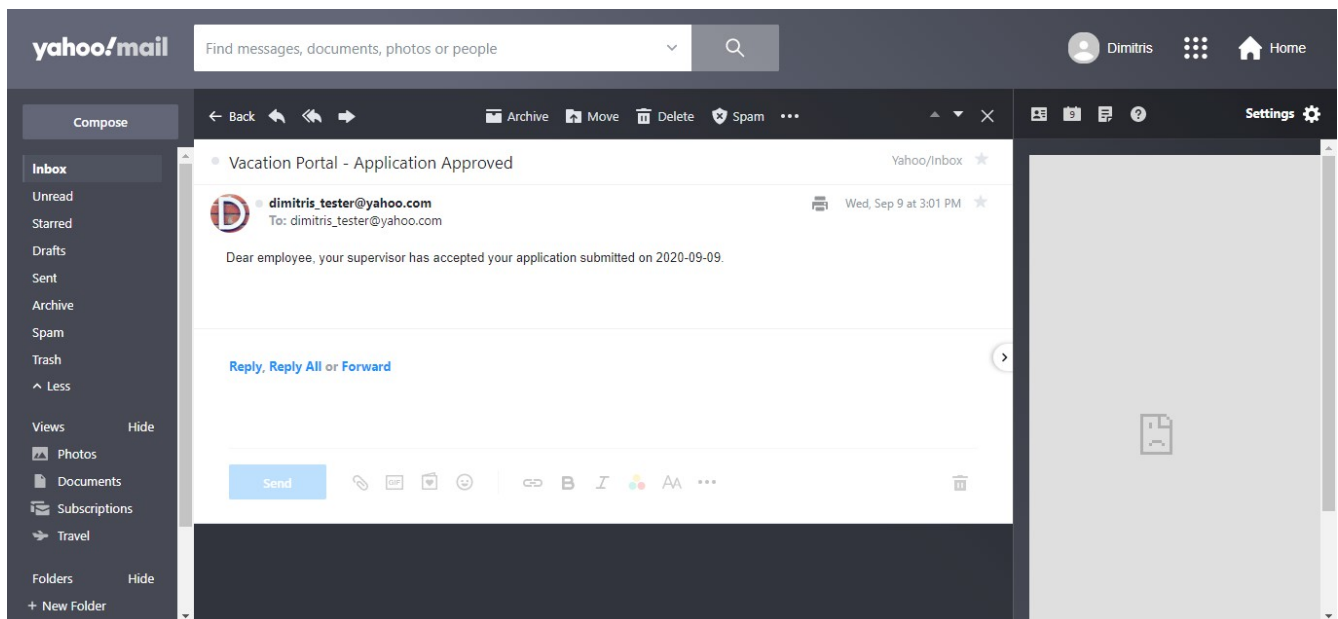 yahoo!mail
Find messages, documents, photos or people
Dimitris
Home
Compose
Back
Archive
Move
Delete
Spam
9
Settings
Inbox
Unread
Starred
Drafts
Sent
Archive
Spam
Trash
Less
Views Hide
Photos
Documents
Subscriptions
Travel
Folders Hide
+ New Folder
Vacation Portal - Application Approved
Yahoo/Inbox
D
dimitris_tester@yahoo.com
Wed, Sep 9 at 3:01 PM
To: dimitris_tester@yahoo.com
Dear employee, your supervisor has accepted your application submitted on 2020-09-09.
Reply, Reply All or Forward
Send
GIF
B I AA